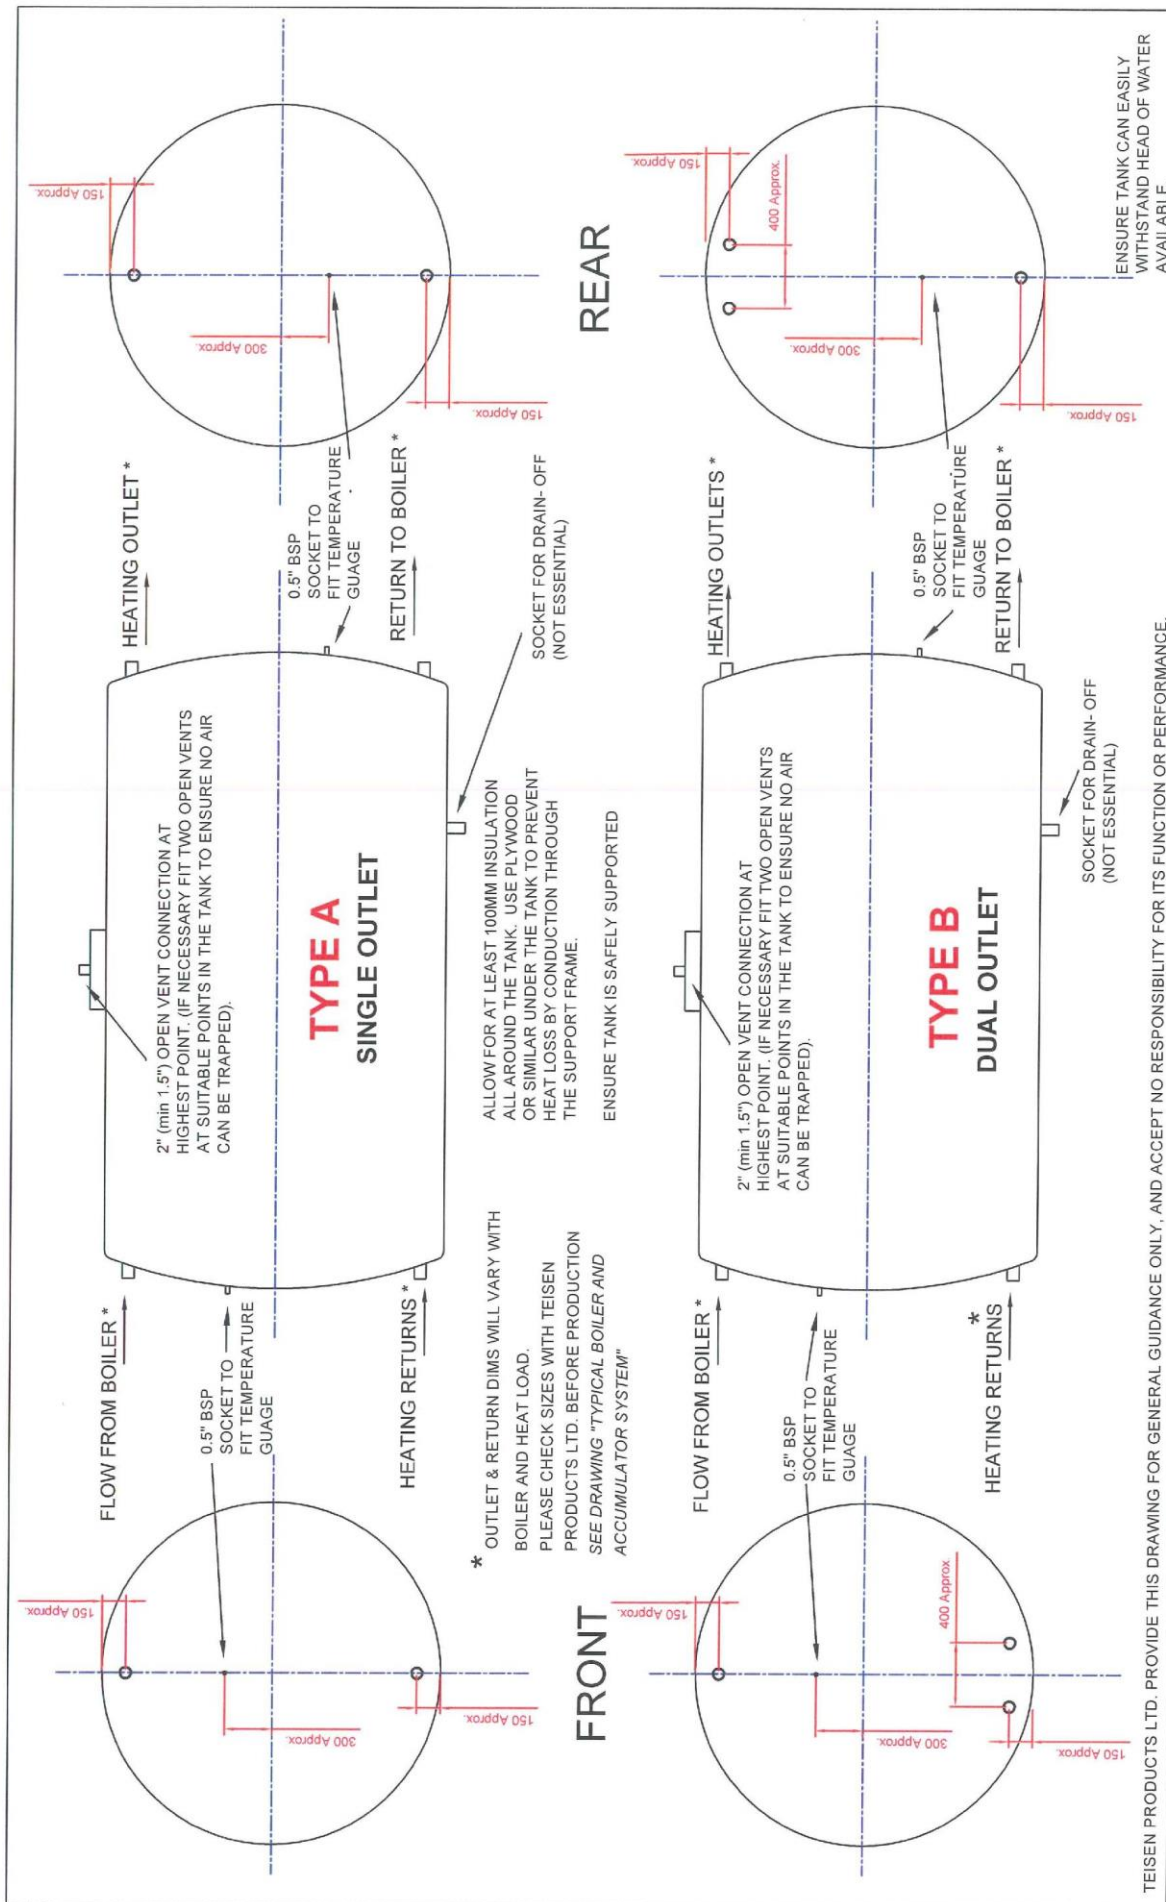 150 Approx.
300 Approx.
150 Approx.
FLOW FROM BOILER *
0.5" BSP
SOCKET TO
FIT TEMPERATURE
GUAGE
HEATING RETURNS *
2" (min 1.5") OPEN VENT CONNECTION AT
HIGHEST POINT. (IF NECESSARY FIT TWO OPEN VENTS
AT SUITABLE POINTS IN THE TANK TO ENSURE NO AIR
CAN BE TRAPPED).
TYPE A
SINGLE OUTLET
HEATING OUTLET *
0.5" BSP
SOCKET TO
FIT TEMPERATURE
GUAGE
RETURN TO BOILER *
SOCKET FOR DRAIN- OFF
(NOT ESSENTIAL)
150 Approx.
300 Approx.
150 Approx.
* OUTLET & RETURN DIMS WILL VARY WITH
BOILER AND HEAT LOAD.
PLEASE CHECK SIZES WITH TEISEN
PRODUCTS LTD. BEFORE PRODUCTION
SEE DRAWING "TYPICAL BOILER AND
ACCUMULATOR SYSTEM"
ALLOW FOR AT LEAST 100MM INSULATION
ALL AROUND THE TANK. USE PLYWOOD
OR SIMILAR UNDER THE TANK TO PREVENT
HEAT LOSS BY CONDUCTION THROUGH
THE SUPPORT FRAME.
ENSURE TANK IS SAFELY SUPPORTED
FRONT
REAR
150 Approx.
300 Approx.
400 Approx.
150 Approx.
FLOW FROM BOILER *
0.5" BSP
SOCKET TO
FIT TEMPERATURE
GUAGE
HEATING RETURNS *
2" (min 1.5") OPEN VENT CONNECTION AT
HIGHEST POINT. (IF NECESSARY FIT TWO OPEN VENTS
AT SUITABLE POINTS IN THE TANK TO ENSURE NO AIR
CAN BE TRAPPED).
TYPE B
DUAL OUTLET
HEATING OUTLETS *
0.5" BSP
SOCKET TO
FIT TEMPERATURE
GUAGE
RETURN TO BOILER *
SOCKET FOR DRAIN- OFF
(NOT ESSENTIAL)
150 Approx.
400 Approx.
300 Approx.
150 Approx.
ENSURE TANK CAN EASILY
WITHSTAND HEAD OF WATER
AVAILABLE
TEISEN PRODUCTS LTD. PROVIDE THIS DRAWING FOR GENERAL GUIDANCE ONLY, AND ACCEPT NO RESPONSIBILITY FOR ITS FUNCTION OR PERFORMANCE.